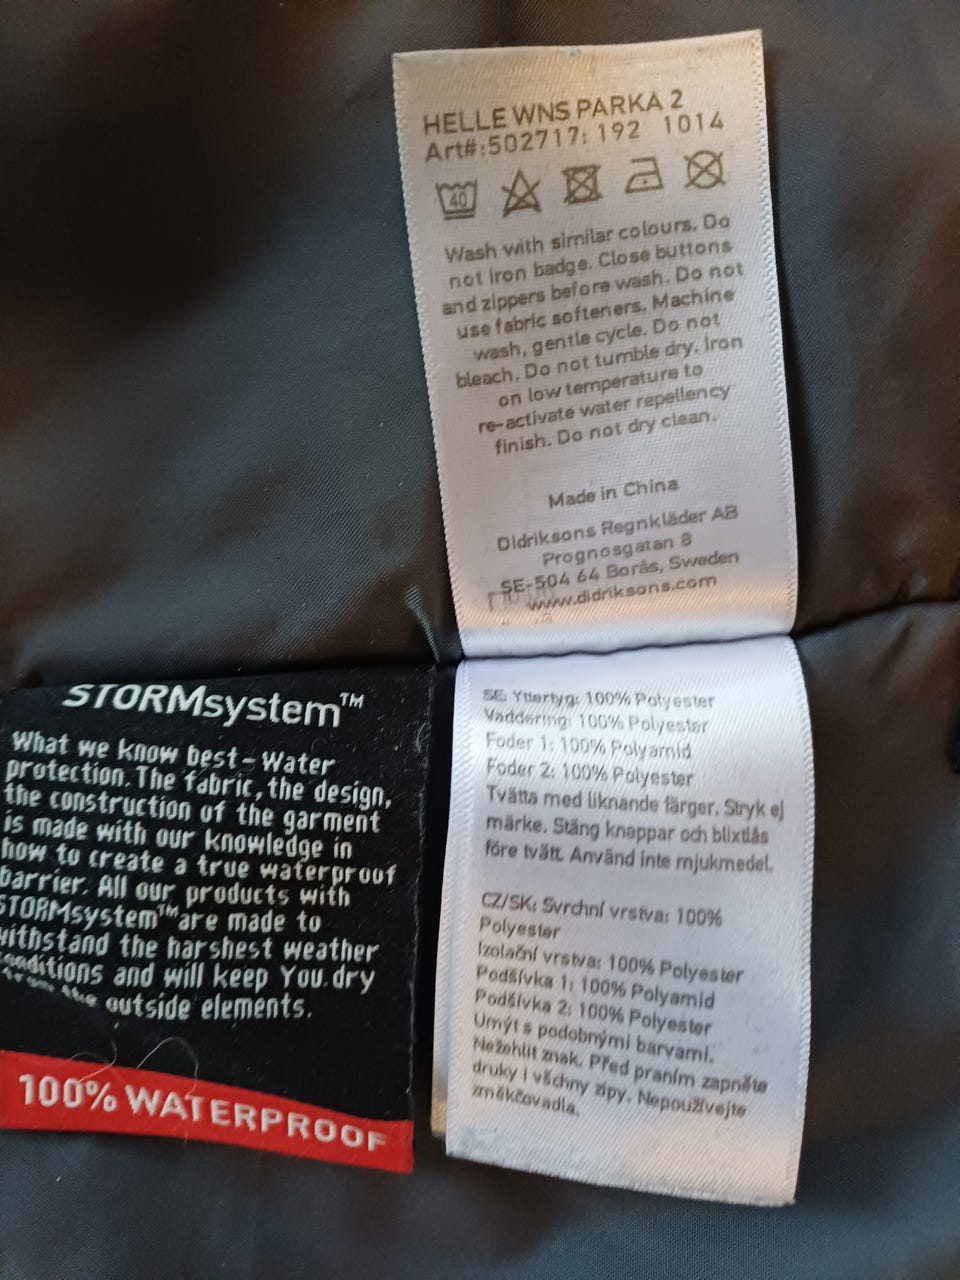 HELLE WNS PARKA 2
Art#:502717: 192 1014
40
Wash with similar colours. Do
not iron badge. Close buttons
and zippers before wash. Do not
use fabric softeners. Machine
wash, gentle cycle. Do not
bleach. Do not tumble dry. Iron
on low temperature to
re-activate water repellency
finish. Do not dry clean.
Made in China
Didriksons Regnkläder AB
Prognosgatan 8
SE-504 64 Borås, Sweden
www.didriksons.com
STORMsystem™
What we know best-Water
protection. The fabric, the design,
the construction of the garment
is made with our knowledge in
how to create a true waterproof
barrier. All our products with
STORMsystem™are made to
withstand the harshest weather
conditions and will keep You.dry
from the outside elements.
100% WATERPROOF
SE: Yttertyg: 100% Polyester
Vaddering: 100% Polyester
Foder 1: 100% Polyamid
Foder 2: 100% Polyester
Tvätta med liknande färger. Stryk ej
märke. Stäng knappar och blixtlås
före tvätt. Använd inte mjukmedel.
CZ/SK: Svrchní vrstva: 100%
Polyester
Izolační vrstva: 100% Polyester
Podšívka 1: 100% Polyamid
Podšívka 2: 100% Polyester
Umýt s podobnými barvami.
Nežehlit znak. Před praním zapněte
druky i všchny zipy. Nepoužívejte
změkčovadla.